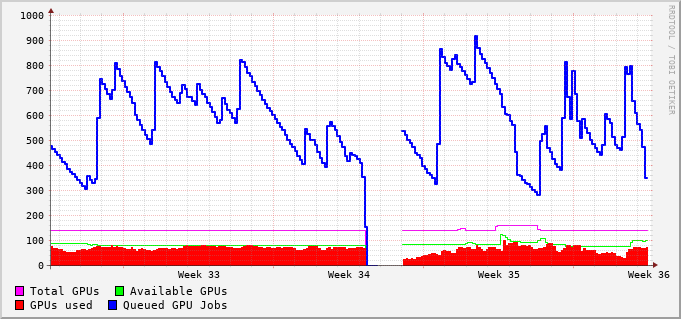 1000
900
800
700
600
500
400
300
200
100
0
Week 33 Week 34 Week 35 Week 36
Total GPUs Available GPUs
GPUs used Queued GPU Jobs
RRDTOOL / TOBI OETIKER